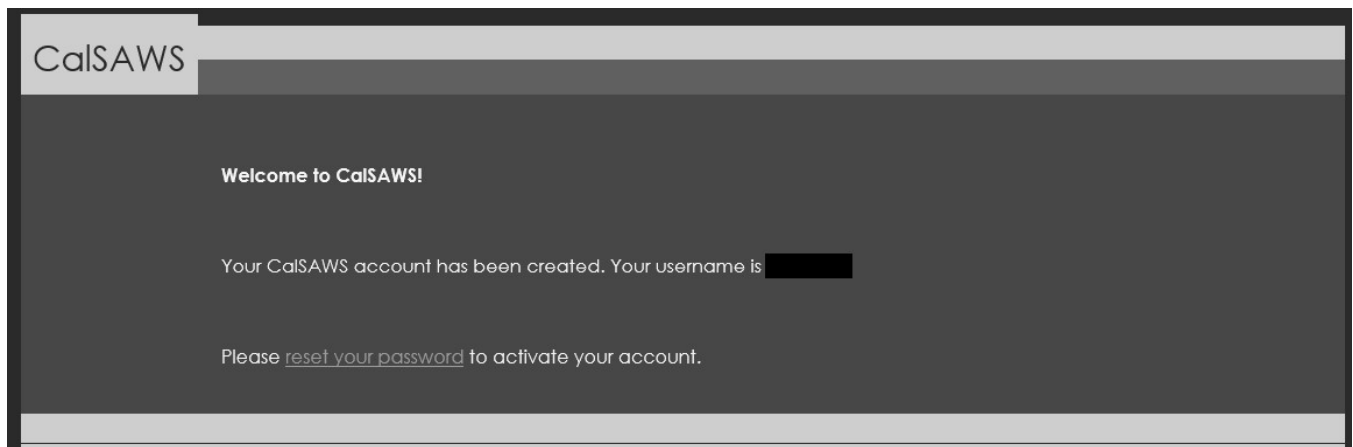 CalSAWS
Welcome to CalSAWS!
Your CalSAWS account has been created. Your username is
Please reset your password to activate your account.